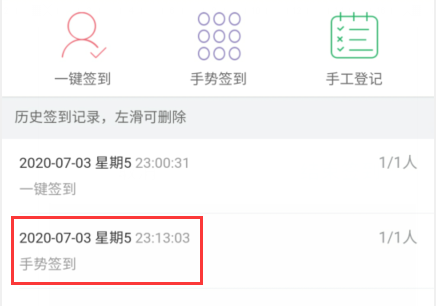 一键签到 手势签到 手工登记
历史签到记录，左滑可删除
2020-07-03 星期5 23:00:31 1/1人
一键签到
2020-07-03 星期5 23:13:03 1/1人
手势签到